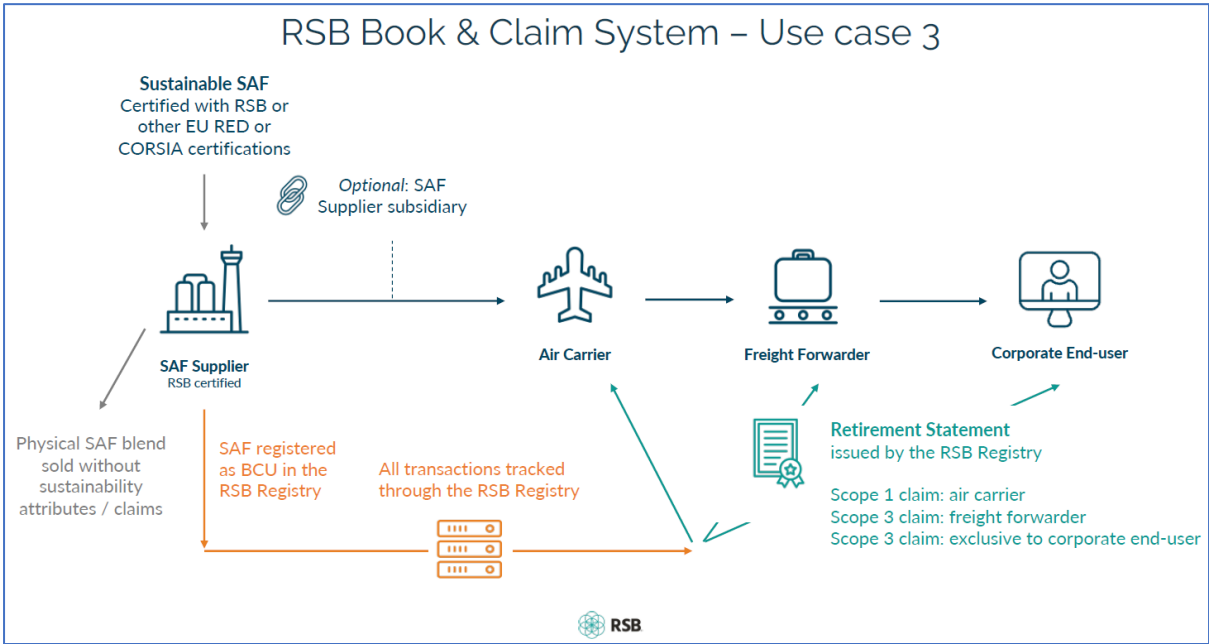 RSB Book & Claim System – Use case 3
Sustainable SAF
Certified with RSB or
other EU RED or
CORSIA certifications
Optional: SAF
Supplier subsidiary
SAF Supplier
RSB certified
Air Carrier
Freight Forwarder
Corporate End-user
Physical SAF blend
sold without
sustainability
attributes / claims
SAF registered
as BCU in the
RSB Registry
All transactions tracked
through the RSB Registry
Retirement Statement
issued by the RSB Registry
Scope 1 claim: air carrier
Scope 3 claim: freight forwarder
Scope 3 claim: exclusive to corporate end-user
RSB